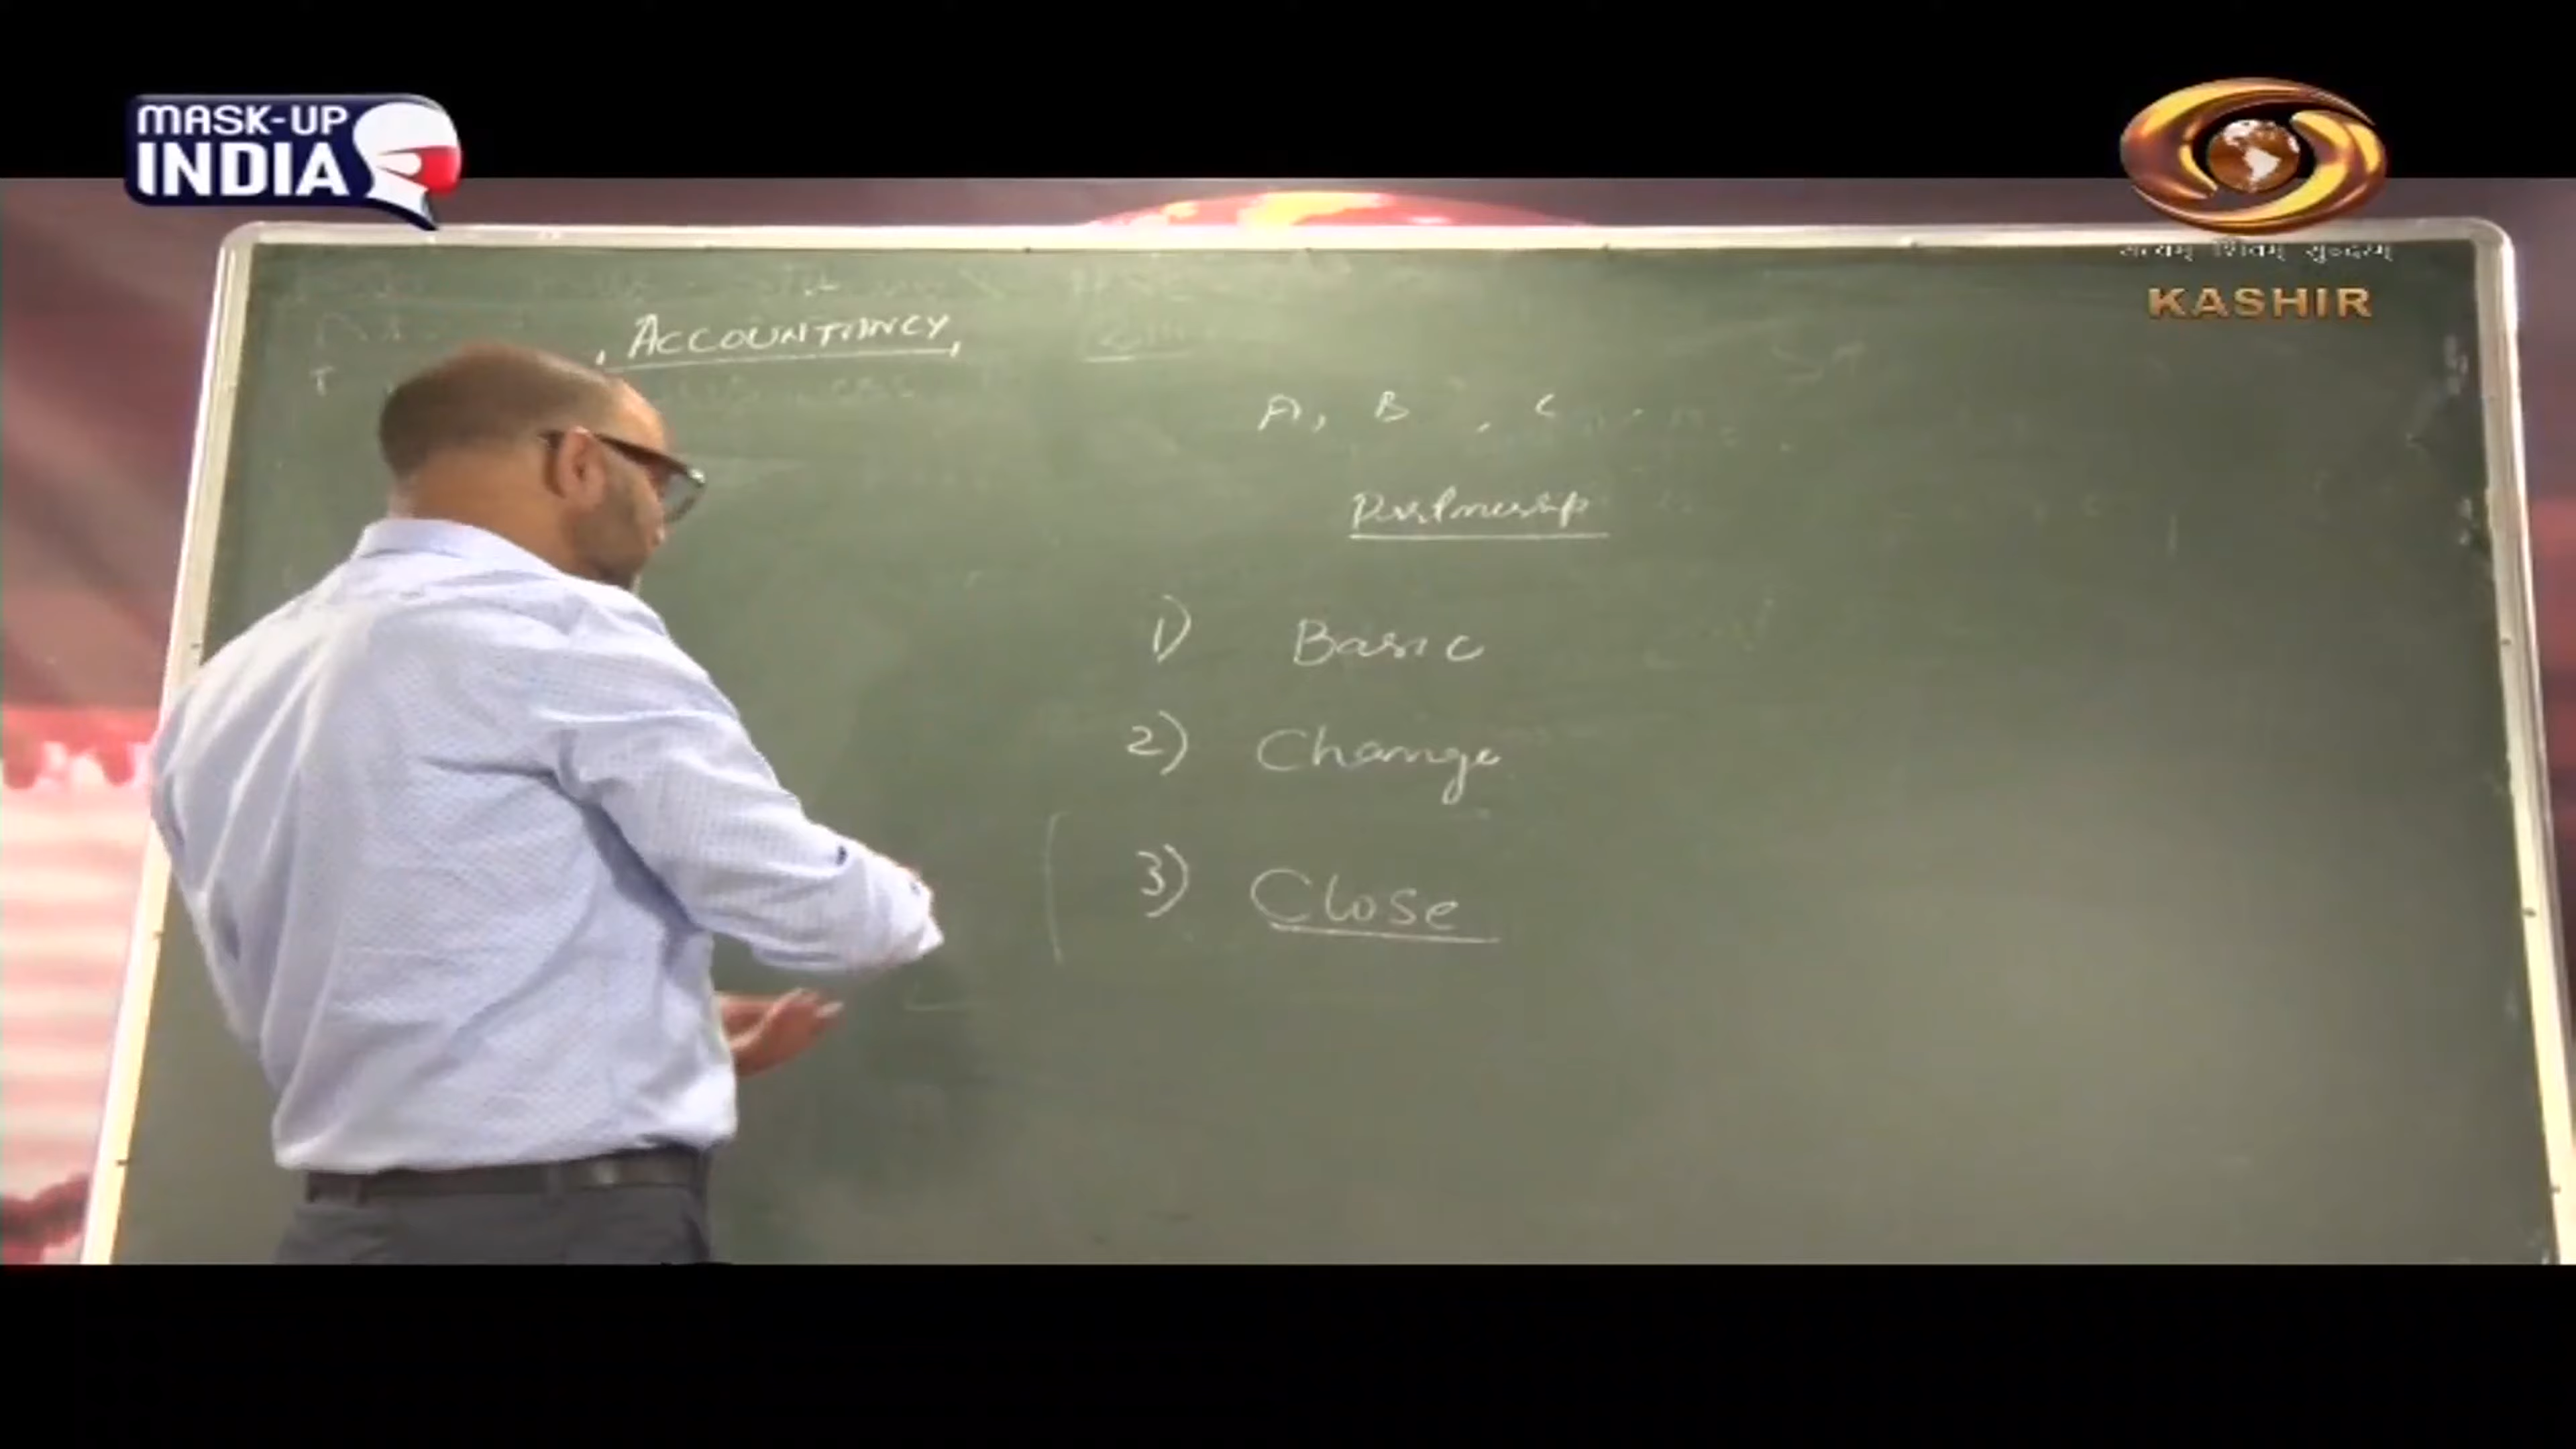 MASK-UP
INDIA
सत्यम् शिवम् सुन्दरम्
KASHIR
ACCOUNTANCY
A, B, C
Partnership
1) Basic
2) Change
3) Close